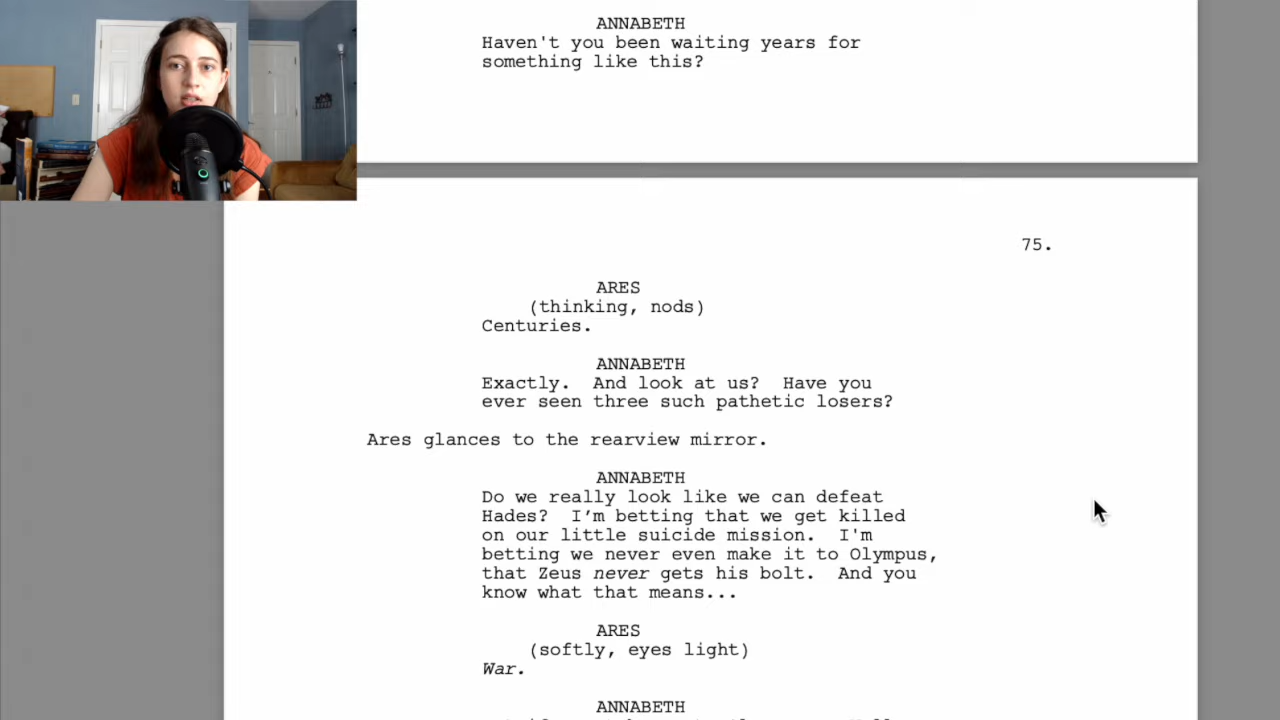 ANNABETH
Haven't you been waiting years for
something like this?
75.
ARES
(thinking, nods)
Centuries.
ANNABETH
Exactly.  And look at us?  Have you
ever seen three such pathetic losers?
Ares glances to the rearview mirror.
ANNABETH
Do we really look like we can defeat
Hades?  I’m betting that we get killed
on our little suicide mission.  I'm
betting we never even make it to Olympus,
that Zeus never gets his bolt.  And you
know what that means...
ARES
(softly, eyes light)
War.
ANNABETH